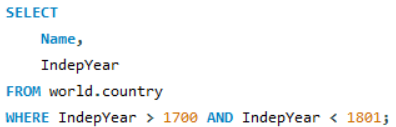 SELECT
    Name,
    IndepYear
FROM world.country
WHERE IndepYear > 1700 AND IndepYear < 1801;